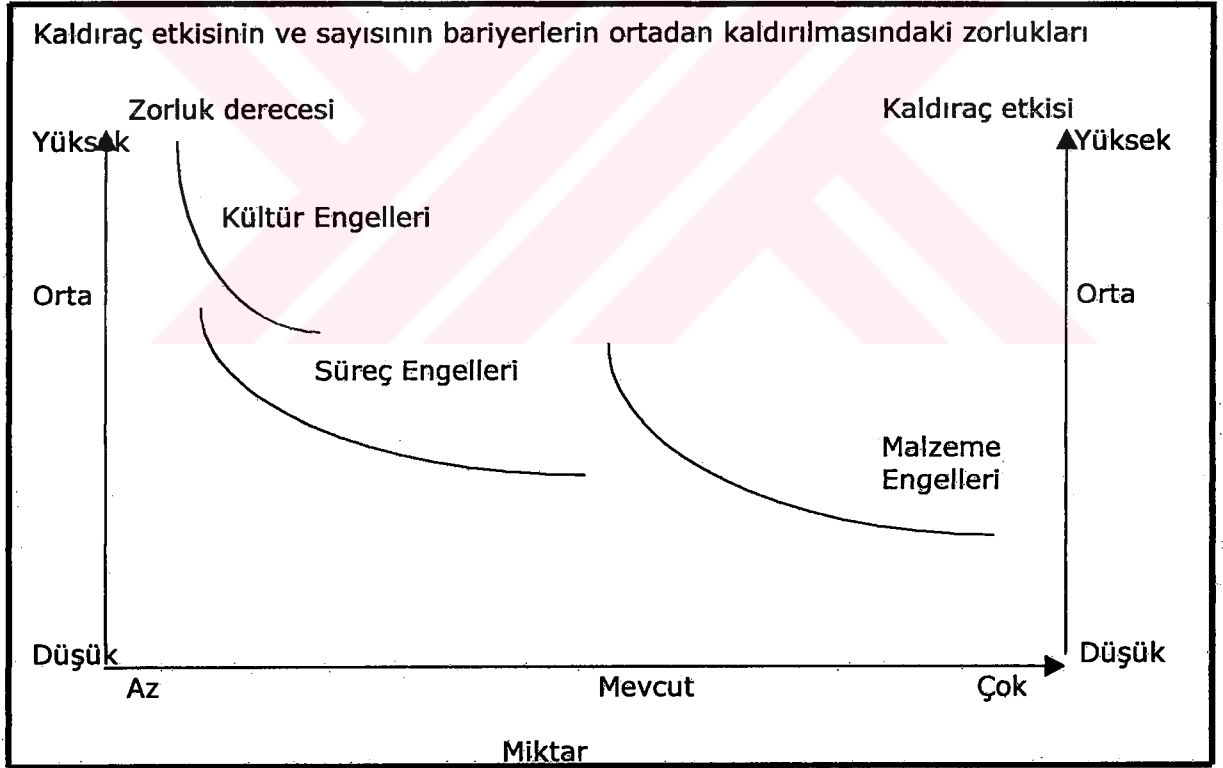 Kaldıraç etkisinin ve sayısının bariyerlerin ortadan kaldırılmasındaki zorlukları
Zorluk derecesi
Kaldıraç etkisi
Yüksek
Yüksek
Kültür Engelleri
Orta
Orta
Süreç Engelleri
Malzeme
Engelleri
Düşük
Düşük
Az
Mevcut
Çok
Miktar